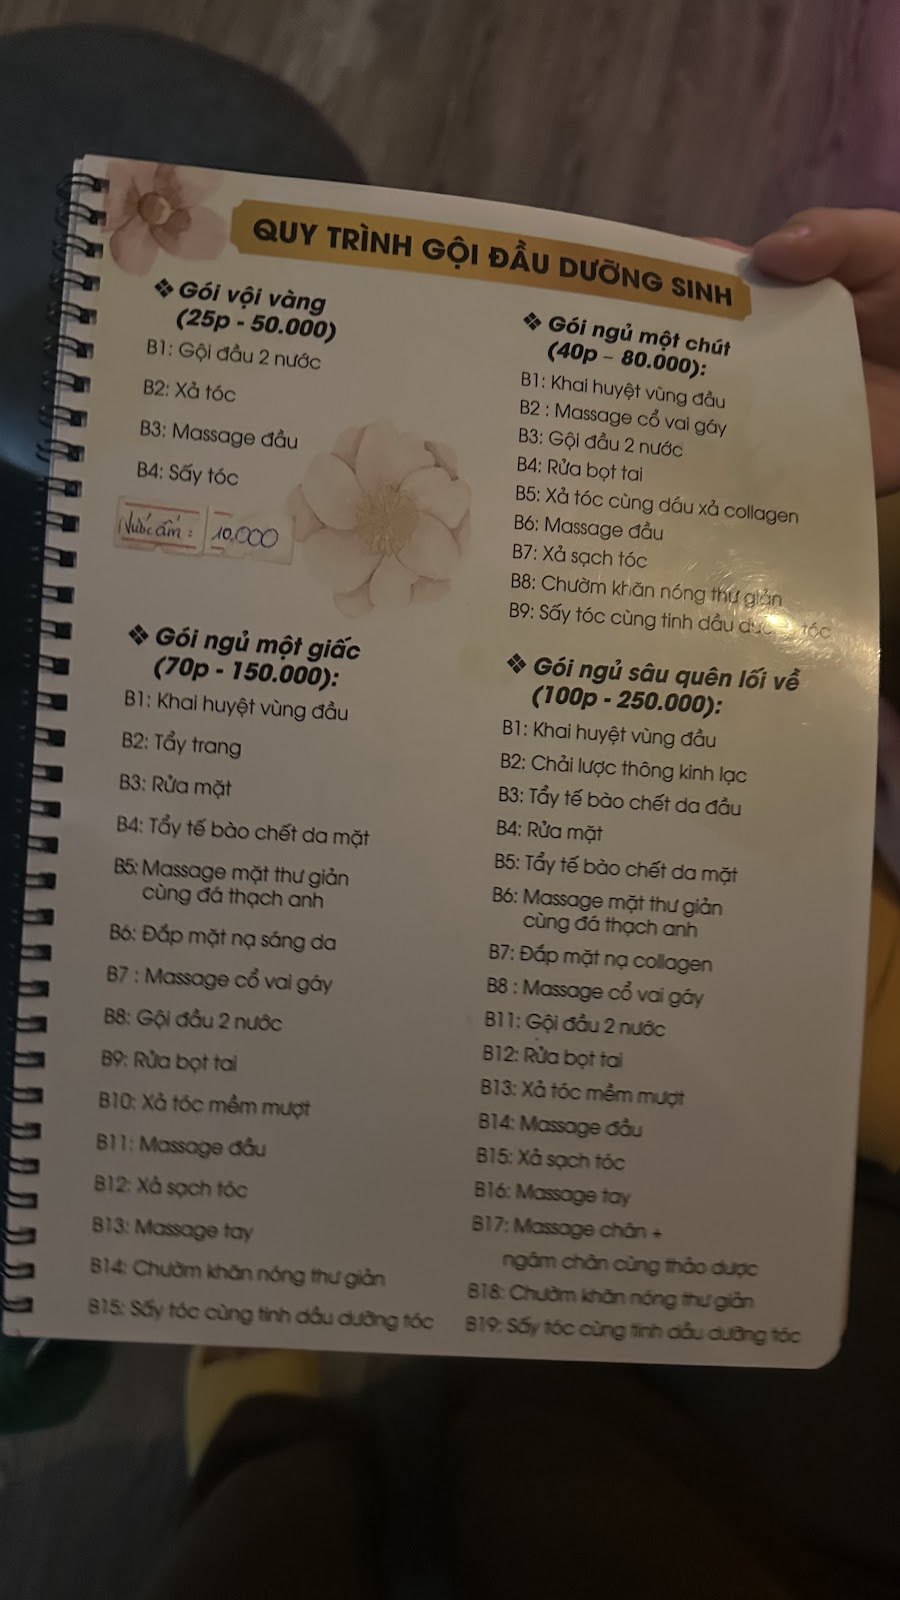 QUY TRÌNH GỘI ĐẦU DƯỠNG SINH
❖ Gói vội vàng
(25p - 50.000)
B1: Gội đầu 2 nước
B2: Xả tóc
B3: Massage đầu
B4: Sấy tóc
Nước ấm: 10,000
❖ Gói ngủ một chút
(40p – 80.000):
B1: Khai huyệt vùng đầu
B2 : Massage cổ vai gáy
B3: Gội đầu 2 nước
B4: Rửa bọt tai
B5: Xả tóc cùng dầu xả collagen
B6: Massage đầu
B7: Xả sạch tóc
B8: Chườm khăn nóng thư giản
B9: Sấy tóc cùng tinh dầu dưỡng tóc
❖ Gói ngủ một giấc
(70p - 150.000):
B1: Khai huyệt vùng đầu
B2: Tẩy trang
B3: Rửa mặt
B4: Tẩy tế bào chết da mặt
B5: Massage mặt thư giản
cùng đá thạch anh
B6: Đắp mặt nạ sáng da
B7 : Massage cổ vai gáy
B8: Gội đầu 2 nước
B9: Rửa bọt tai
B10: Xả tóc mềm mượt
B11: Massage đầu
B12: Xả sạch tóc
B13: Massage tay
B14: Chườm khăn nóng thư giản
B15: Sấy tóc cùng tinh dầu dưỡng tóc
❖ Gói ngủ sâu quên lối về
(100p - 250.000):
B1: Khai huyệt vùng đầu
B2: Chải lược thông kinh lạc
B3: Tẩy tế bào chết da đầu
B4: Rửa mặt
B5: Tẩy tế bào chết da mặt
B6: Massage mặt thư giản
cùng đá thạch anh
B7: Đắp mặt nạ collagen
B8 : Massage cổ vai gáy
B11: Gội đầu 2 nước
B12: Rửa bọt tai
B13: Xả tóc mềm mượt
B14: Massage đầu
B15: Xả sạch tóc
B16: Massage tay
B17: Massage chân +
ngâm chân cùng thảo dược
B18: Chườm khăn nóng thư giản
B19: Sấy tóc cùng tinh dầu dưỡng tóc